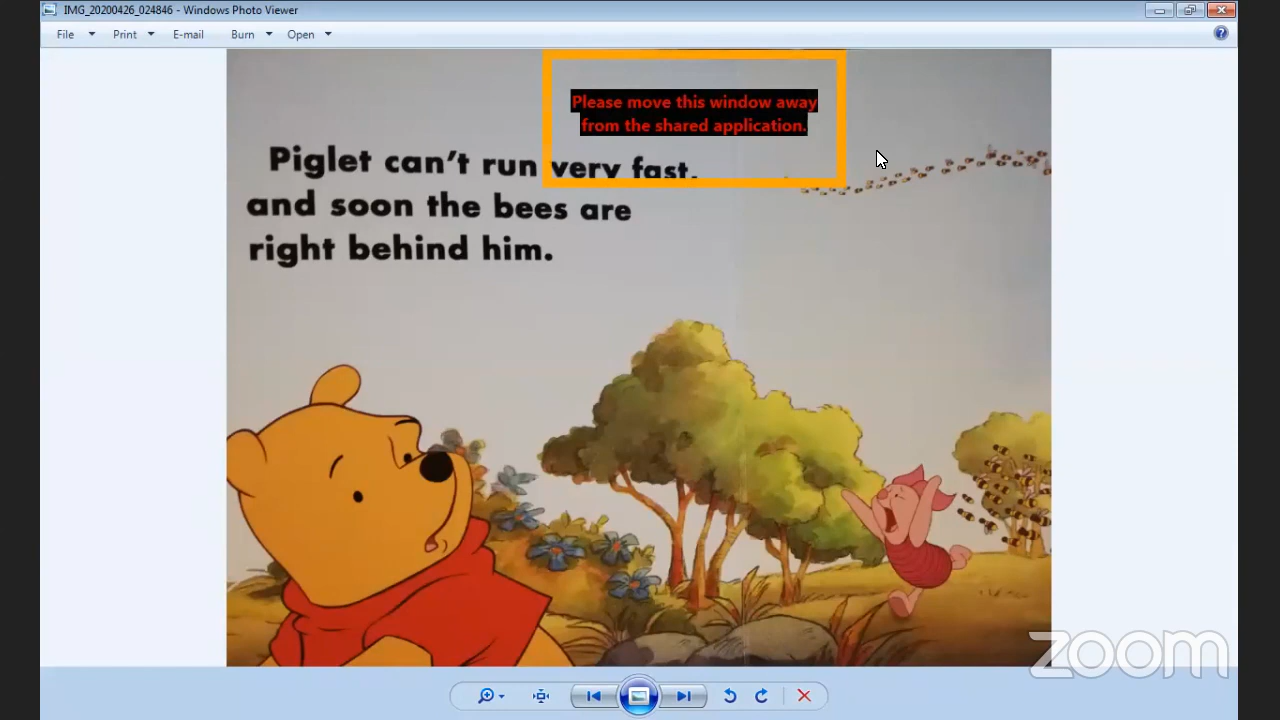 IMG_20200426_024846 - Windows Photo Viewer
File Print E-mail Burn Open
Please move this window away
from the shared application.
Piglet can't run very fast,
and soon the bees are
right behind him.
zoom